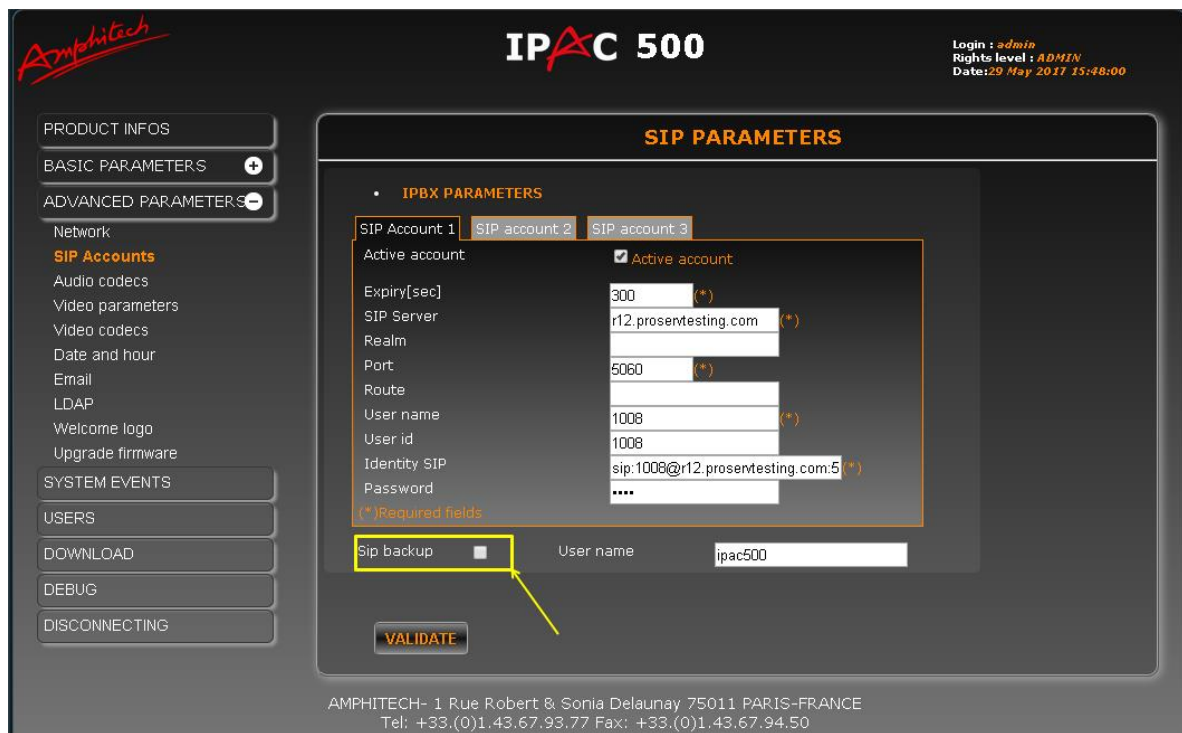 Amphitech
IPAC 500
Login : admin
Rights level : ADMIN
Date:29 May 2017 15:48:00
PRODUCT INFOS
BASIC PARAMETERS
ADVANCED PARAMETERS
Network
SIP Accounts
Audio codecs
Video parameters
Video codecs
Date and hour
Email
LDAP
Welcome logo
Upgrade firmware
SYSTEM EVENTS
USERS
DOWNLOAD
DEBUG
DISCONNECTING
SIP PARAMETERS
• IPBX PARAMETERS
SIP Account 1 SIP account 2 SIP account 3
Active account Active account
Expiry[sec] 300 (*)
SIP Server r12.proservtesting.com (*)
Realm
Port 5060 (*)
Route
User name 1008 (*)
User id 1008
Identity SIP sip:1008@r12.proservtesting.com:5 (*)
Password ••••
(*)Required fields
Sip backup User name ipac500
VALIDATE
AMPHITECH- 1 Rue Robert & Sonia Delaunay 75011 PARIS-FRANCE
Tel: +33.(0)1.43.67.93.77 Fax: +33.(0)1.43.67.94.50